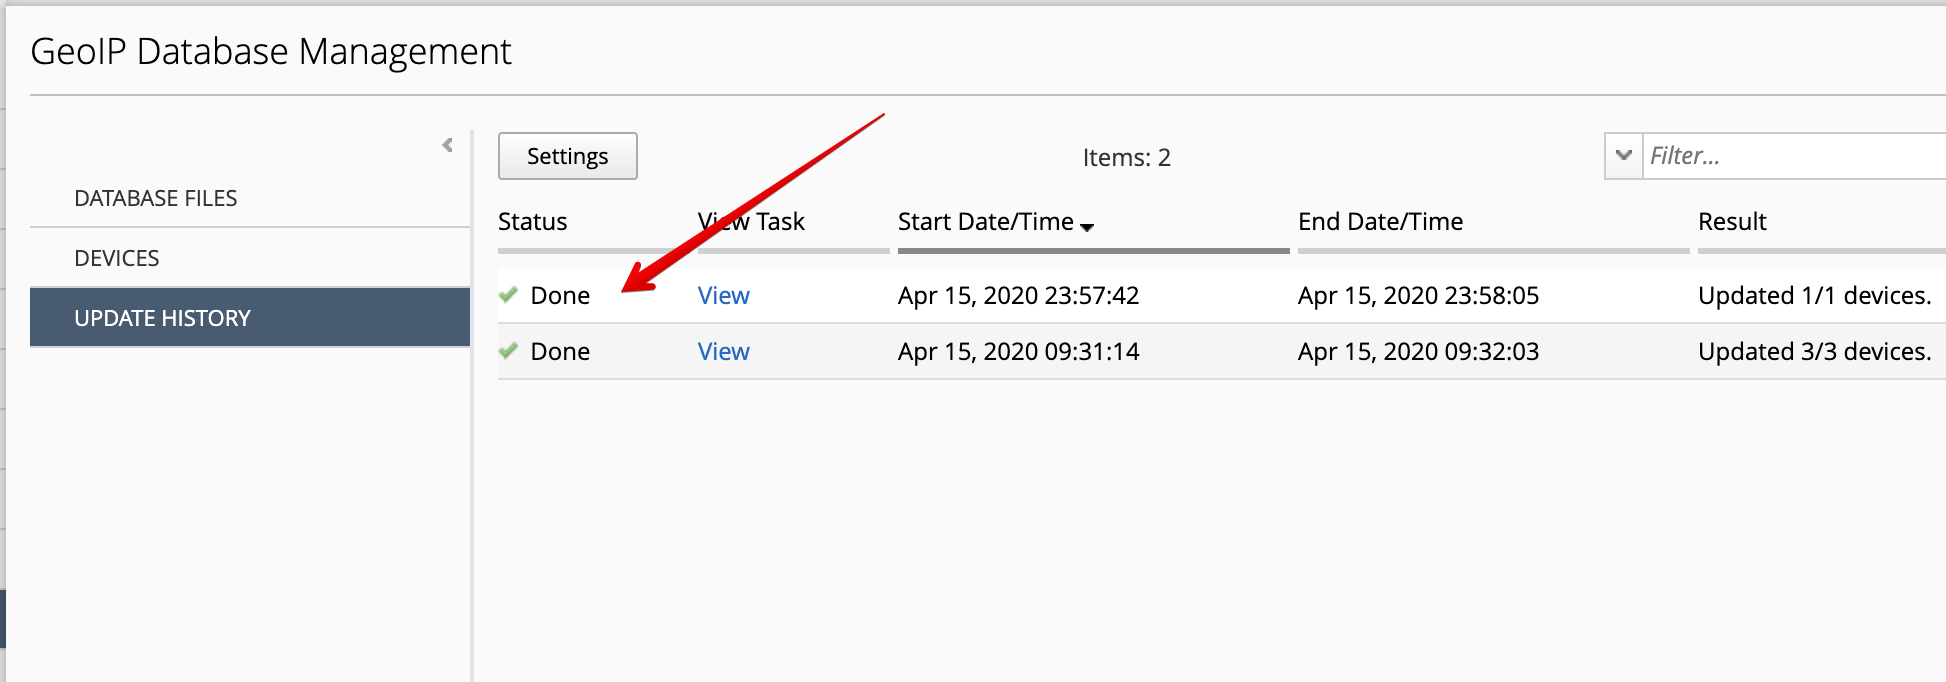 GeoIP Database Management
Settings
Items: 2
Filter...
DATABASE FILES
DEVICES
UPDATE HISTORY
Status View Task Start Date/Time End Date/Time Result
Done View Apr 15, 2020 23:57:42 Apr 15, 2020 23:58:05 Updated 1/1 devices.
Done View Apr 15, 2020 09:31:14 Apr 15, 2020 09:32:03 Updated 3/3 devices.